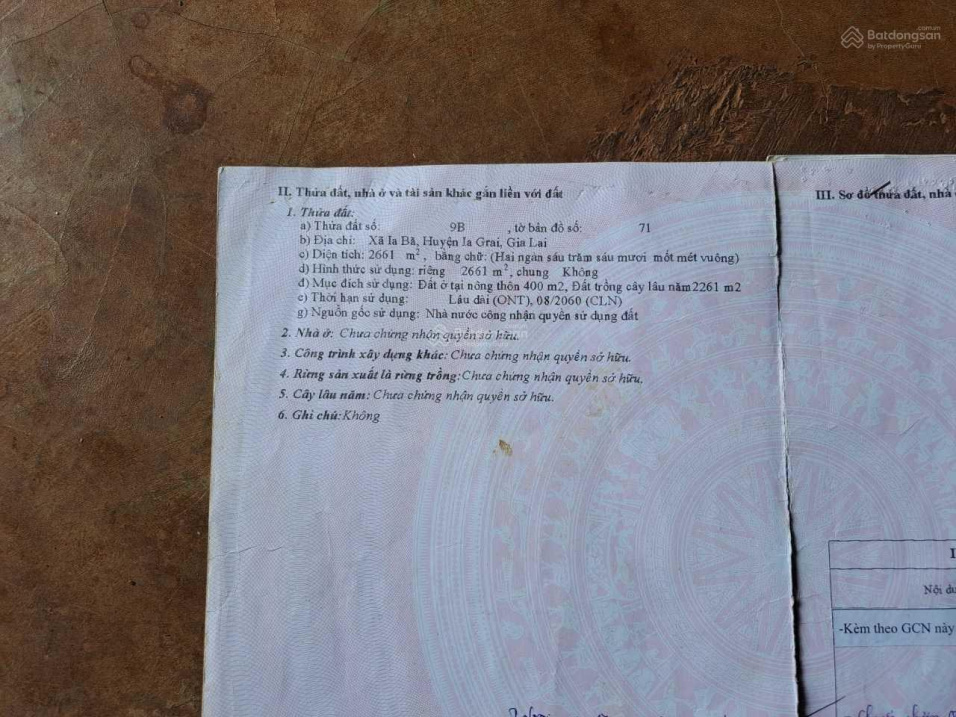 Batdongsan
by PropertyGuru
II. Thửa đất, nhà ở và tài sản khác gắn liền với đất
1. Thửa đất:
a) Thửa đất số: 9B , tờ bản đồ số: 71
b) Địa chỉ: Xã Ia Bă, Huyện Ia Grai, Gia Lai
c) Diện tích: 2661 m², bằng chữ: (Hai ngàn sáu trăm sáu mươi mốt mét vuông)
d) Hình thức sử dụng: riêng 2661 m², chung Không
đ) Mục đích sử dụng: Đất ở tại nông thôn 400 m2, Đất trồng cây lâu năm2261 m2
e) Thời hạn sử dụng: Lâu dài (ONT), 08/2060 (CLN)
g) Nguồn gốc sử dụng: Nhà nước công nhận quyền sử dụng đất
2. Nhà ở: Chưa chứng nhận quyền sở hữu.
3. Công trình xây dựng khác: Chưa chứng nhận quyền sở hữu.
4. Rừng sản xuất là rừng trồng: Chưa chứng nhận quyền sở hữu.
5. Cây lâu năm: Chưa chứng nhận quyền sở hữu.
6. Ghi chú: Không
III. Sơ đồ thửa đất, nhà
Nội du
-Kèm theo GCN này